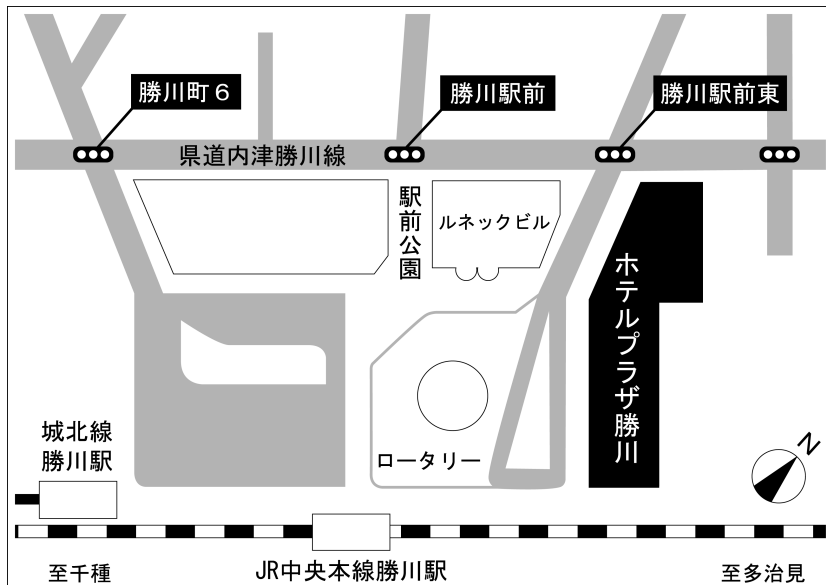 勝川町６
勝川駅前
勝川駅前東
県道内津勝川線
駅前公園
ルネックビル
ホテルプラザ勝川
城北線
勝川駅
ロータリー
N
JR中央本線勝川駅
至千種
至多治見